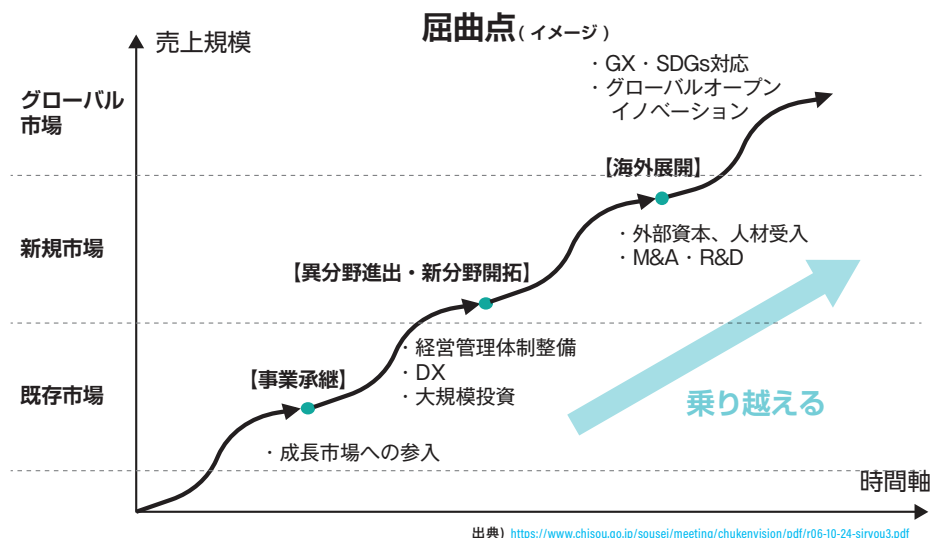 屈曲点( イメージ )
売上規模
・GX・SDGs対応
・グローバルオープン
イノベーション
グローバル
市場
【海外展開】
・外部資本、人材受入
・M&A・R&D
新規市場
【異分野進出・新分野開拓】
・経営管理体制整備
・DX
・大規模投資
既存市場
【事業承継】
乗り越える
・成長市場への参入
時間軸
出典) https://www.chisou.go.jp/sousei/meeting/chukenvision/pdf/r06-10-24-siryou3.pdf